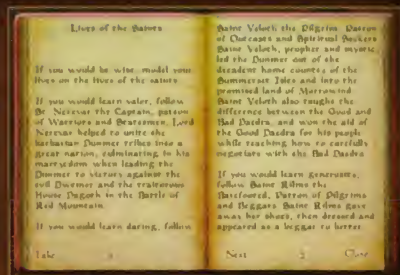 Lives of the Saints
If you would be wise, model your
lives on the lives of the saints.
If you would learn valor, follow
St. Nerevar the Captain, patron
of Warriors and Statesmen. Lord
Nerevar helped to unite the
barbarian Dunmer tribes into a
great nation, culminating in his
martyrdom when leading the
Dunmer to victory against the
evil Dwemer and the traitorous
House Dagoth in the Battle of
Red Mountain.
If you would learn daring, follow
Take
Saint Veloth, the Pilgrim, Patron
of Outcasts and Spiritual Seekers.
Saint Veloth, prophet and mystic,
led the Dunmer out of the
decadent home country of the
Summerset Isles and into the
promised land of Morrowind.
Saint Veloth also taught the
difference between the Good and
Bad Daedra, and won the aid of
the Good Daedra for his people
while teaching how to carefully
negotiate with the Bad Daedra.
If you would learn generosity,
follow Saint Rilms the
Barefooted, Patron of Pilgrims
and Beggars. Saint Rilms gave
away her shoes, then dressed and
appeared as a beggar to better
Next
2
Close